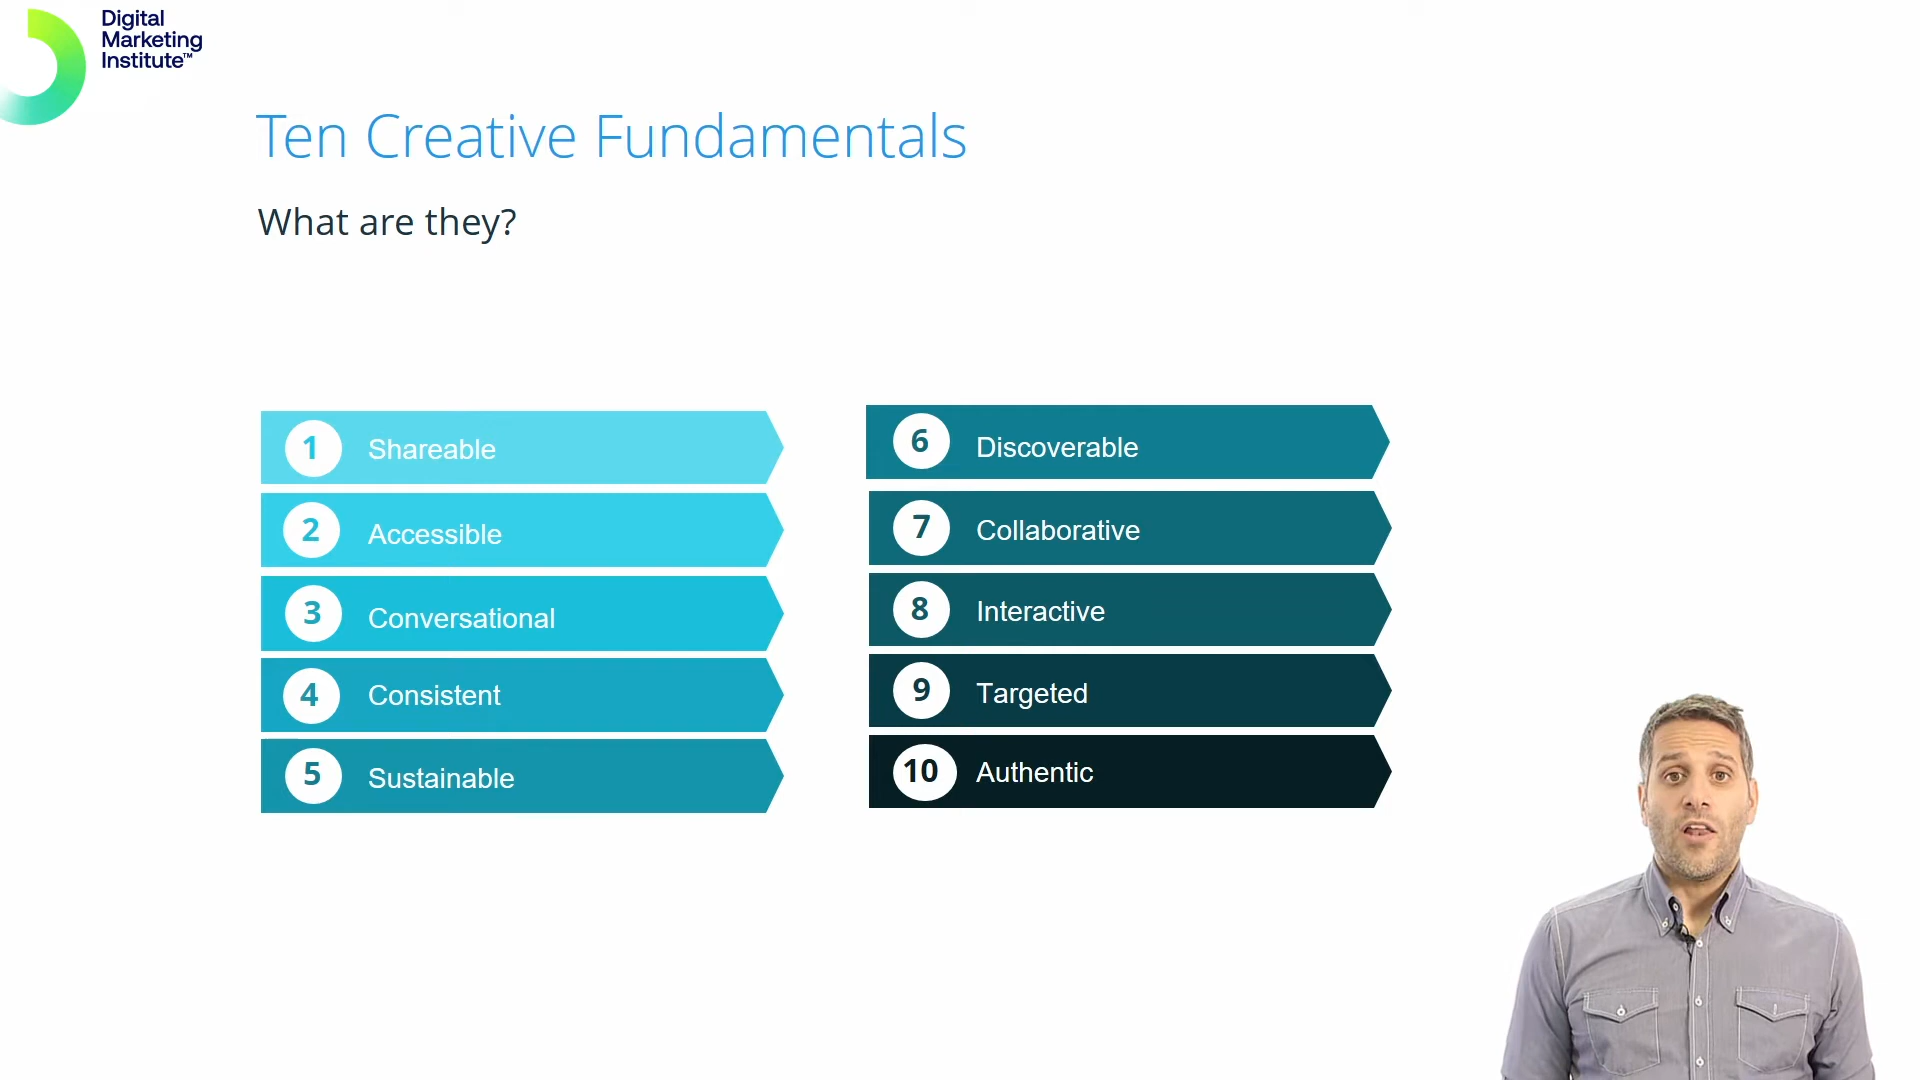 Digital
Marketing
Institute™
Ten Creative Fundamentals
What are they?
1 Shareable
2 Accessible
3 Conversational
4 Consistent
5 Sustainable
6 Discoverable
7 Collaborative
8 Interactive
9 Targeted
10 Authentic